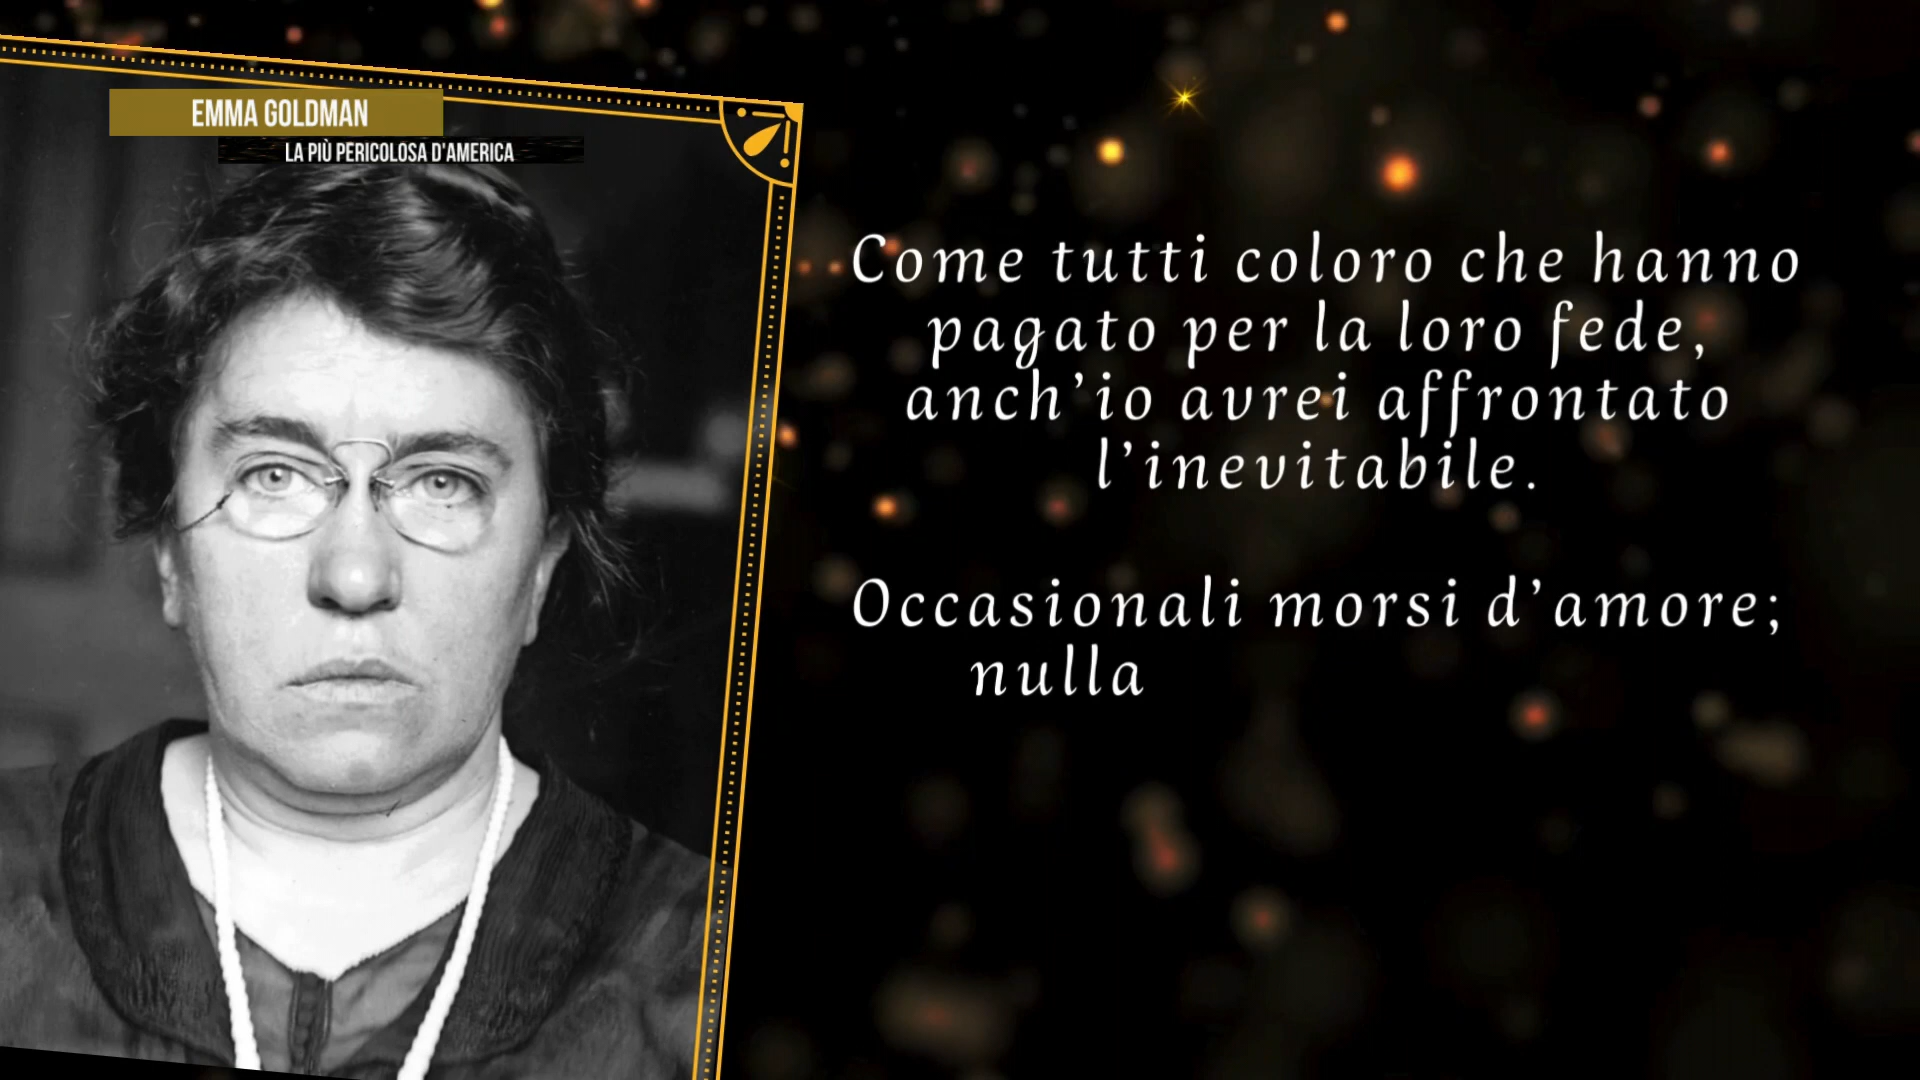 EMMA GOLDMAN
LA PIÙ PERICOLOSA D'AMERICA
Come tutti coloro che hanno
pagato per la loro fede,
anch’io avrei affrontato
l’inevitabile.
Occasionali morsi d’amore;
nulla